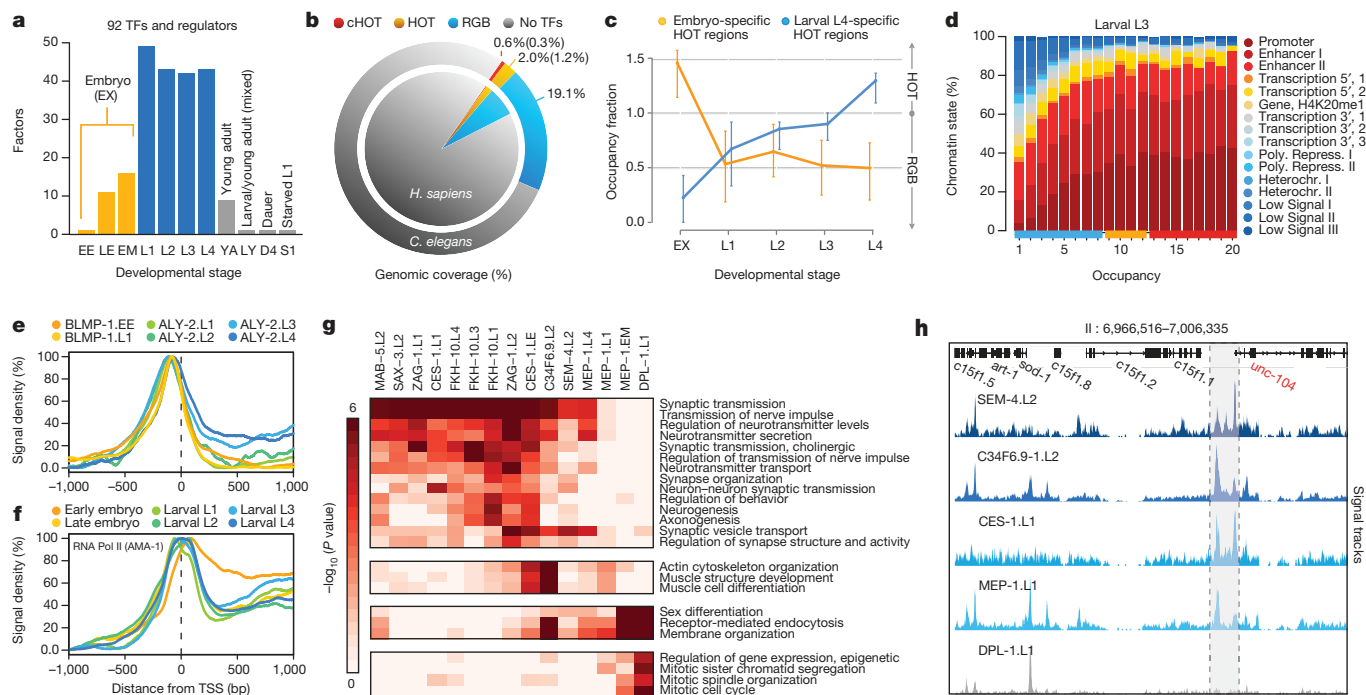 a
92 TFs and regulators
50
40
30
20
10
0
Factors
Embryo
(EX)
Young adult
Larval/young adult (mixed)
Dauer
Starved L1
EE LE EM L1 L2 L3 L4 YA LY D4 S1
Developmental stage
b
cHOT HOT RGB No TFs
0.6%(0.3%)
2.0%(1.2%)
19.1%
H. sapiens
C. elegans
Genomic coverage (%)
c
Embryo-specific HOT regions
Larval L4-specific HOT regions
1.5
1.0
0.5
0.0
Occupancy fraction
HOT
RGB
EX L1 L2 L3 L4
Developmental stage
d
Larval L3
100
80
60
40
20
0
Chromatin state (%)
1 5 10 15 20
Occupancy
Promoter
Enhancer I
Enhancer II
Transcription 5′, 1
Transcription 5′, 2
Gene, H4K20me1
Transcription 3′, 1
Transcription 3′, 2
Transcription 3′, 3
Poly. Repress. I
Poly. Repress. II
Heterochr. I
Heterochr. II
Low Signal I
Low Signal II
Low Signal III
e
BLMP-1.EE ALY-2.L1 ALY-2.L3
BLMP-1.L1 ALY-2.L2 ALY-2.L4
100
80
60
40
20
0.0
Signal density (%)
−1,000 −500 0 500 1,000
f
Early embryo Larval L1 Larval L3
Late embryo Larval L2 Larval L4
RNA Pol II (AMA-1)
100
80
60
40
20
0.0
Signal density (%)
−1,000 −500 0 500 1,000
Distance from TSS (bp)
g
MAB-5.L2
SAX-3.L2
ZAG-1.L1
CES-1.L1
FKH-10.L4
FKH-10.L3
FKH-10.L1
ZAG-1.L2
CES-1.LE
C34F6.9.L2
SEM-4.L2
MEP-1.L4
MEP-1.L1
MEP-1.EM
DPL-1.L1
6
0
−log10 (P value)
Synaptic transmission
Transmission of nerve impulse
Regulation of neurotransmitter levels
Neurotransmitter secretion
Synaptic transmission, cholinergic
Regulation of transmission of nerve impulse
Neurotransmitter transport
Synapse organization
Neuron–neuron synaptic transmission
Regulation of behavior
Neurogenesis
Axonogenesis
Synaptic vesicle transport
Regulation of synapse structure and activity
Actin cytoskeleton organization
Muscle structure development
Muscle cell differentiation
Sex differentiation
Receptor-mediated endocytosis
Membrane organization
Regulation of gene expression, epigenetic
Mitotic sister chromatid segregation
Mitotic spindle organization
Mitotic cell cycle
h
II : 6,966,516–7,006,335
c15f1.5
art-1
sod-1
c15f1.8
c15f1.2
c15f1.1
unc-104
SEM-4.L2
C34F6.9-1.L2
CES-1.L1
MEP-1.L1
DPL-1.L1
Signal tracks